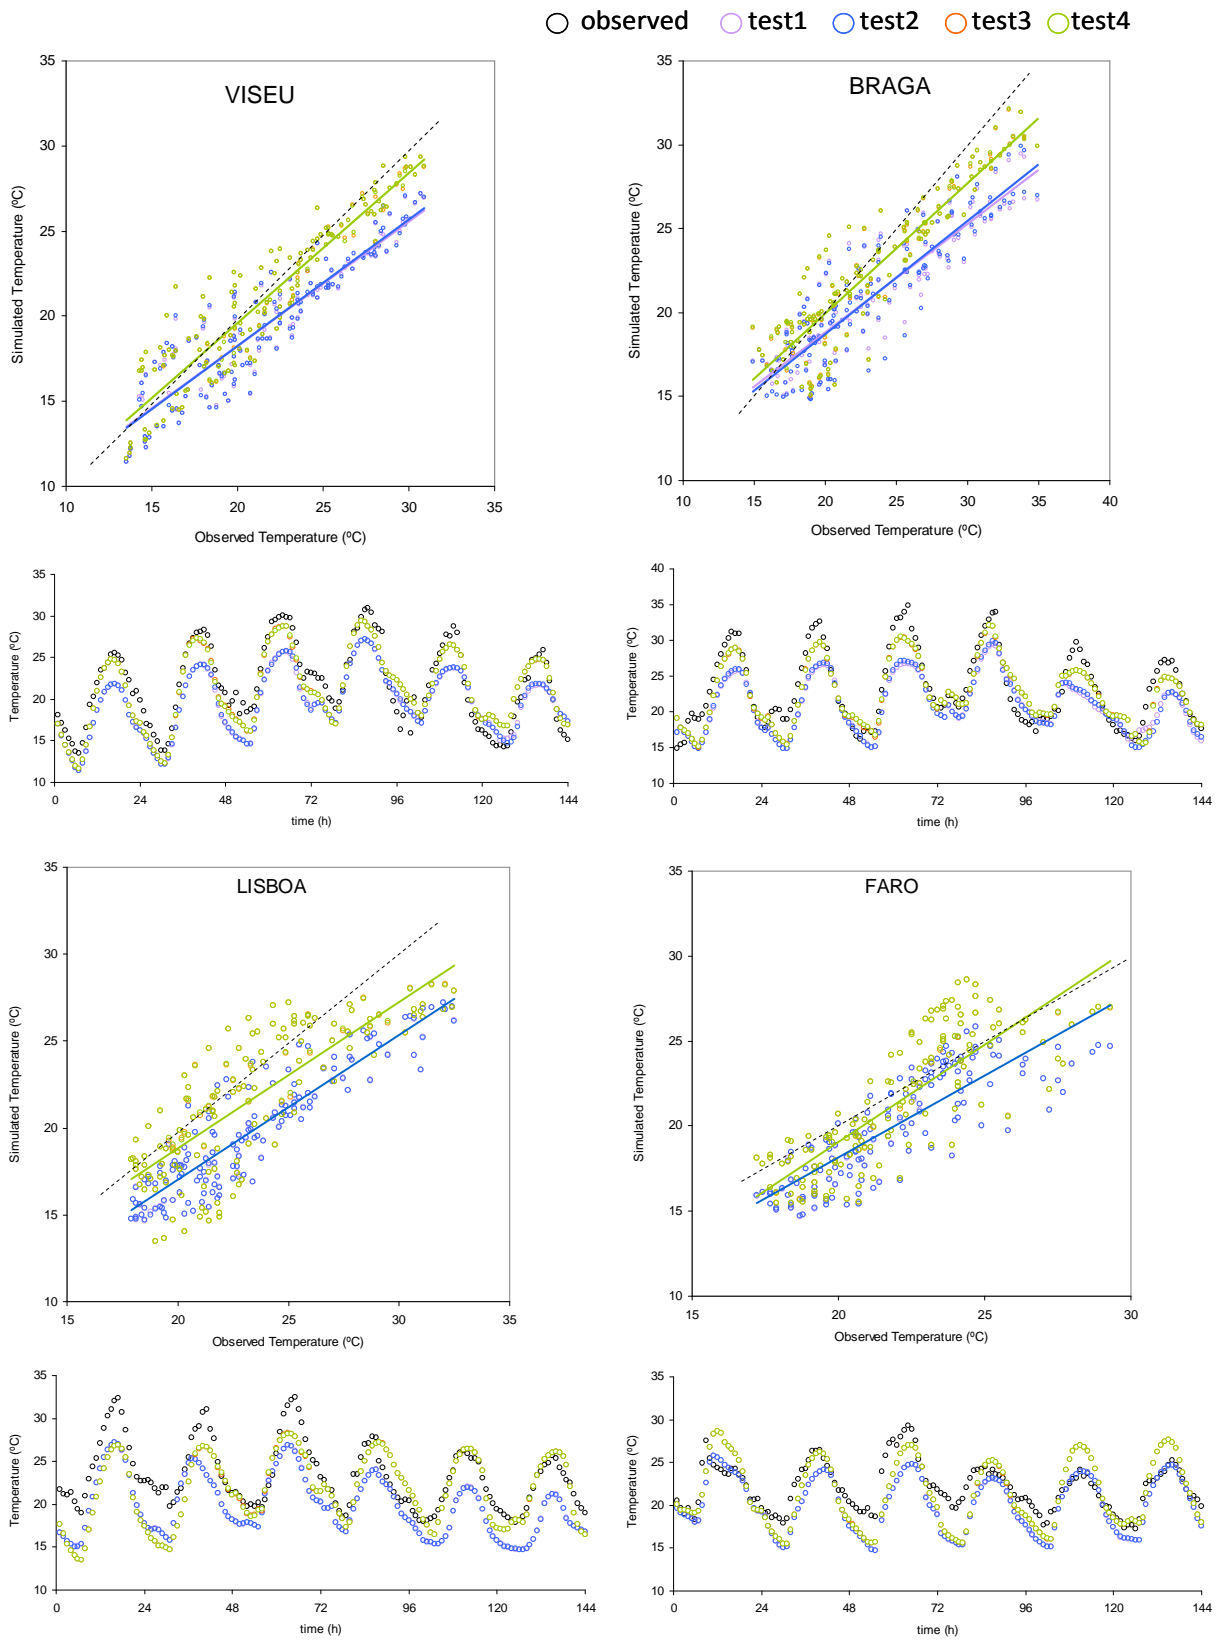 observed test1 test2 test3 test4
VISEU
35
30
25
20
15
10
10 15 20 25 30 35
Simulated Temperature (ºC)
Observed Temperature (ºC)
BRAGA
35
30
25
20
15
10
10 15 20 25 30 35 40
Simulated Temperature (ºC)
Observed Temperature (ºC)
35
30
25
20
15
10
0 24 48 72 96 120 144
Temperature (ºC)
time (h)
40
35
30
25
20
15
10
0 24 48 72 96 120 144
Temperature (ºC)
time (h)
LISBOA
35
30
25
20
15
10
15 20 25 30 35
Simulated Temperature (ºC)
Observed Temperature (ºC)
FARO
35
30
25
20
15
10
15 20 25 30
Simulated Temperature (ºC)
Observed Temperature (ºC)
35
30
25
20
15
10
0 24 48 72 96 120 144
Temperature (ºC)
time (h)
35
30
25
20
15
10
0 24 48 72 96 120 144
Temperature (ºC)
time (h)